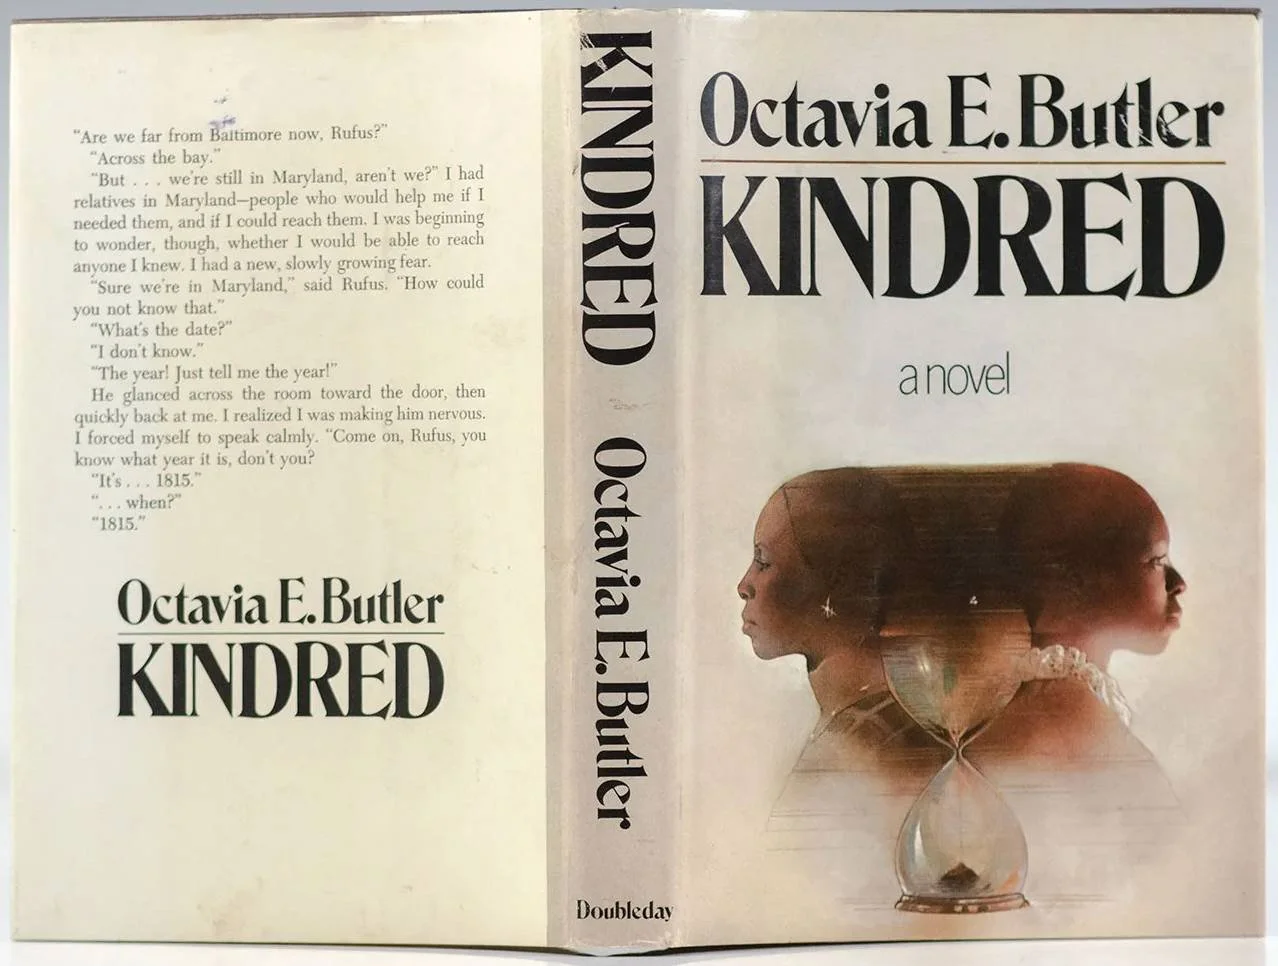 "Are we far from Baltimore now, Rufus?"
"Across the bay."
"But . . . we're still in Maryland, aren't we?" I had
relatives in Maryland—people who would help me if I
needed them, and if I could reach them. I was beginning
to wonder, though, whether I would be able to reach
anyone I knew. I had a new, slowly growing fear.
"Sure we're in Maryland," said Rufus. "How could
you not know that."
"What's the date?"
"I don't know."
"The year! Just tell me the year!"
He glanced across the room toward the door, then
quickly back at me. I realized I was making him nervous.
I forced myself to speak calmly. "Come on, Rufus, you
know what year it is, don't you?
"It's . . . 1815."
". . . when?"
"1815."
Octavia E. Butler
KINDRED
KINDRED
Octavia E. Butler
Doubleday
Octavia E. Butler
KINDRED
a novel